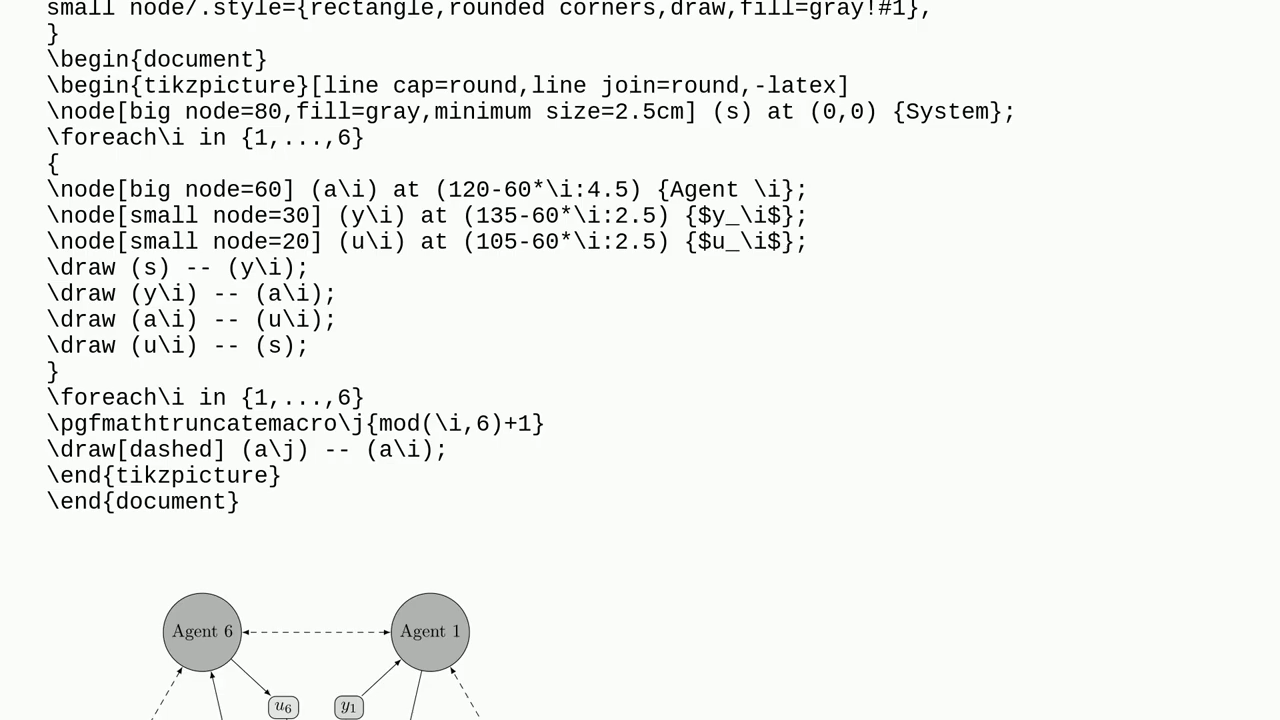 small node/.style={rectangle,rounded corners,draw,fill=gray!#1},
}
\begin{document}
\begin{tikzpicture}[line cap=round,line join=round,-latex]
\node[big node=80,fill=gray,minimum size=2.5cm] (s) at (0,0) {System};
\foreach\i in {1,...,6}
{
\node[big node=60] (a\i) at (120-60*\i:4.5) {Agent \i};
\node[small node=30] (y\i) at (135-60*\i:2.5) {$y_\i$};
\node[small node=20] (u\i) at (105-60*\i:2.5) {$u_\i$};
\draw (s) -- (y\i);
\draw (y\i) -- (a\i);
\draw (a\i) -- (u\i);
\draw (u\i) -- (s);
}
\foreach\i in {1,...,6}
\pgfmathtruncatemacro\j{mod(\i,6)+1}
\draw[dashed] (a\j) -- (a\i);
\end{tikzpicture}
\end{document}
Agent 6 Agent 1
u6 y1